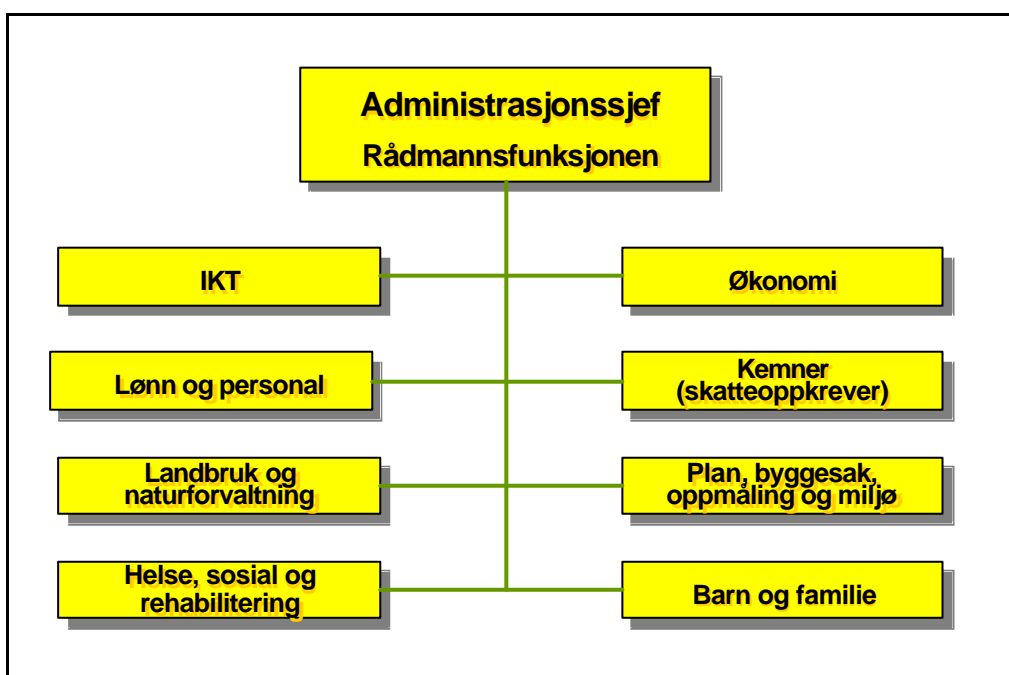 Administrasjonssjef
Rådmannsfunksjonen
IKT
Økonomi
Lønn og personal
Kemner
(skatteoppkrever)
Landbruk og
naturforvaltning
Plan, byggesak,
oppmåling og miljø
Helse, sosial og
rehabilitering
Barn og familie